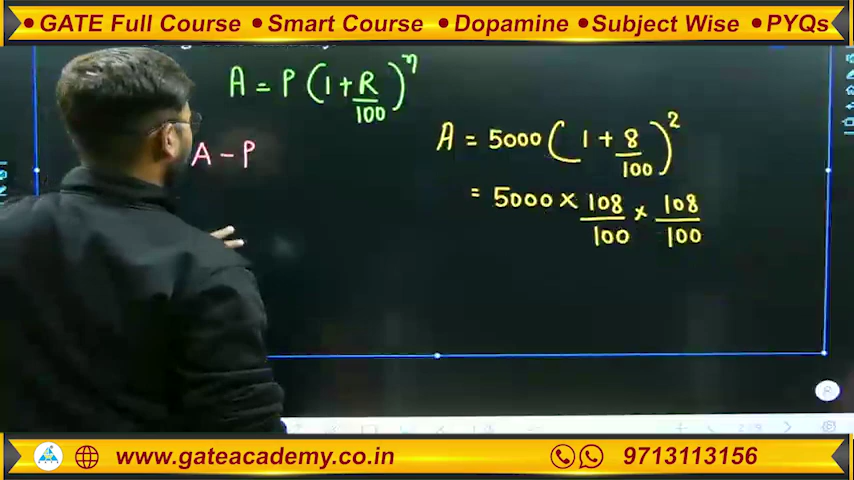 • GATE Full Course • Smart Course • Dopamine • Subject Wise • PYQs
A = P (1 + R/100)^n
A - P
A = 5000 (1 + 8/100)^2
= 5000 × 108/100 × 108/100
www.gateacademy.co.in
9713113156